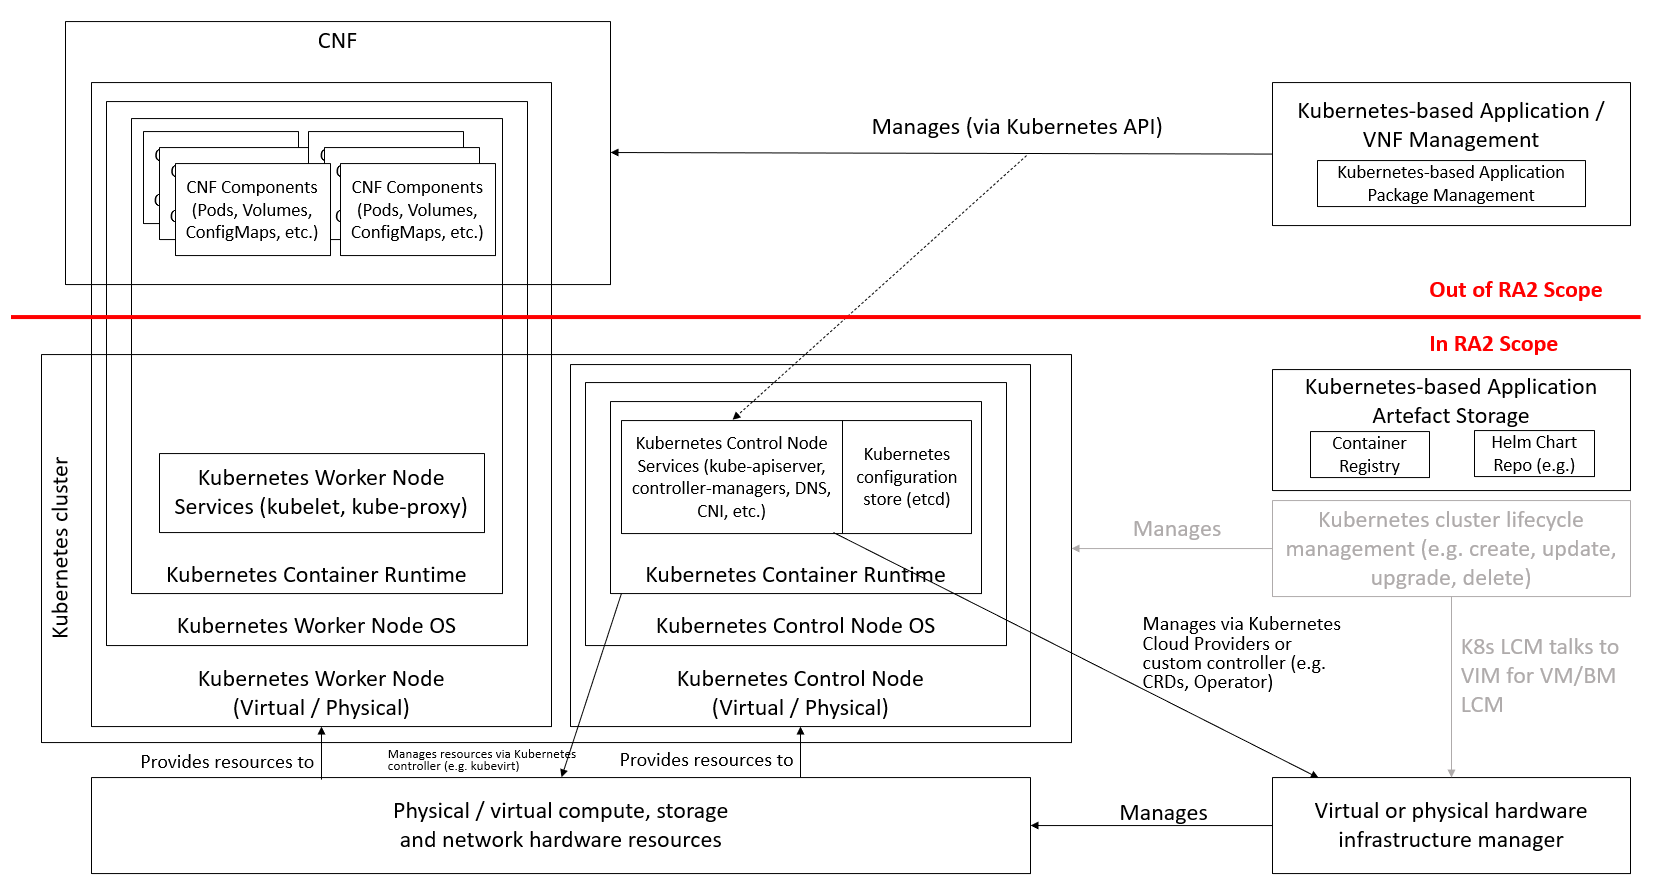 CNF
CNF Components
(Pods, Volumes,
ConfigMaps, etc.)
CNF Components
(Pods, Volumes,
ConfigMaps, etc.)
Manages (via Kubernetes API)
Kubernetes-based Application /
VNF Management
Kubernetes-based Application
Package Management
Out of RA2 Scope
In RA2 Scope
Kubernetes cluster
Kubernetes Worker Node
Services (kubelet, kube-proxy)
Kubernetes Container Runtime
Kubernetes Worker Node OS
Kubernetes Worker Node
(Virtual / Physical)
Kubernetes Control Node
Services (kube-apiserver,
controller-managers, DNS,
CNI, etc.)
Kubernetes
configuration
store (etcd)
Kubernetes Container Runtime
Kubernetes Control Node OS
Kubernetes Control Node
(Virtual / Physical)
Kubernetes-based Application
Artefact Storage
Container
Registry
Helm Chart
Repo (e.g.)
Manages
Kubernetes cluster lifecycle
management (e.g. create, update,
upgrade, delete)
Manages via Kubernetes
Cloud Providers or
custom controller (e.g.
CRDs, Operator)
K8s LCM talks to
VIM for VM/BM
LCM
Provides resources to
Manages resources via Kubernetes
controller (e.g. kubevirt)
Provides resources to
Physical / virtual compute, storage
and network hardware resources
Manages
Virtual or physical hardware
infrastructure manager